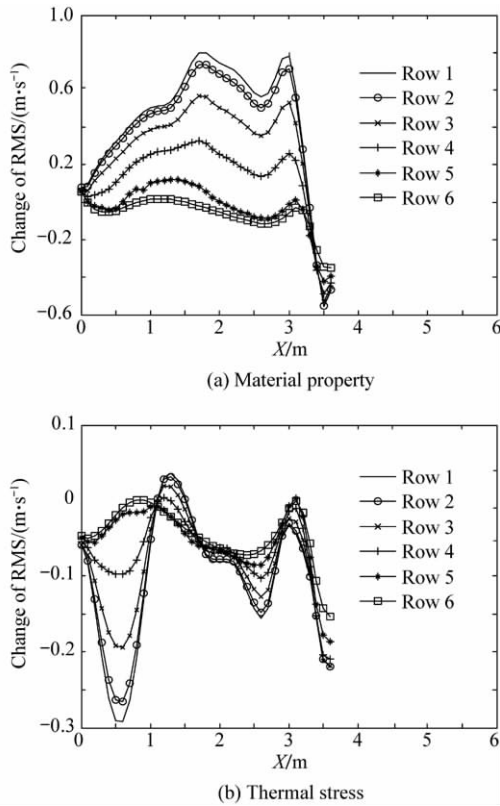 1.0
0.6
0.2
−0.2
−0.6
Change of RMS/(m·s⁻¹)
Row 1
Row 2
Row 3
Row 4
Row 5
Row 6
0 1 2 3 4 5 6
X/m
(a) Material property
0.1
0
−0.1
−0.2
−0.3
Change of RMS/(m·s⁻¹)
Row 1
Row 2
Row 3
Row 4
Row 5
Row 6
0 1 2 3 4 5 6
X/m
(b) Thermal stress